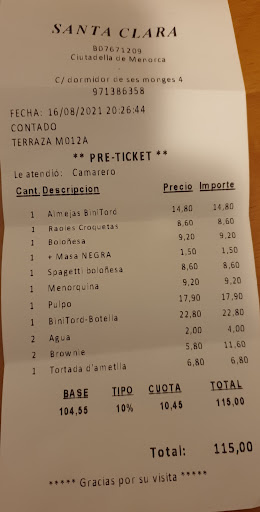 SANTA CLARA
BD7671209
Ciutadella de Menorca
C/ dormidor de ses monges 4
971386358
FECHA: 16/08/2021 20:26:44
CONTADO
TERRAZA M012A
** PRE-TICKET **
Le atendió: Camarero
Cant. Descripcion Precio Importe
1 Almejas BiniTord 14,80 14,80
1 Raoles Croquetas 8,60 8,60
1 Boloñesa 9,20 9,20
1 + Masa NEGRA 1,50 1,50
1 Spagetti boloñesa 8,60 8,60
1 Menorquina 9,20 9,20
1 Pulpo 17,90 17,90
1 BiniTord-Botella 22,80 22,80
2 Agua 2,00 4,00
2 Brownie 5,80 11.60
1 Tortada d'ametlla 6,80 6,80
BASE TIPO CUOTA TOTAL
104,55 10% 10,45 115,00
Total: 115,00
***** Gracias por su visita *****